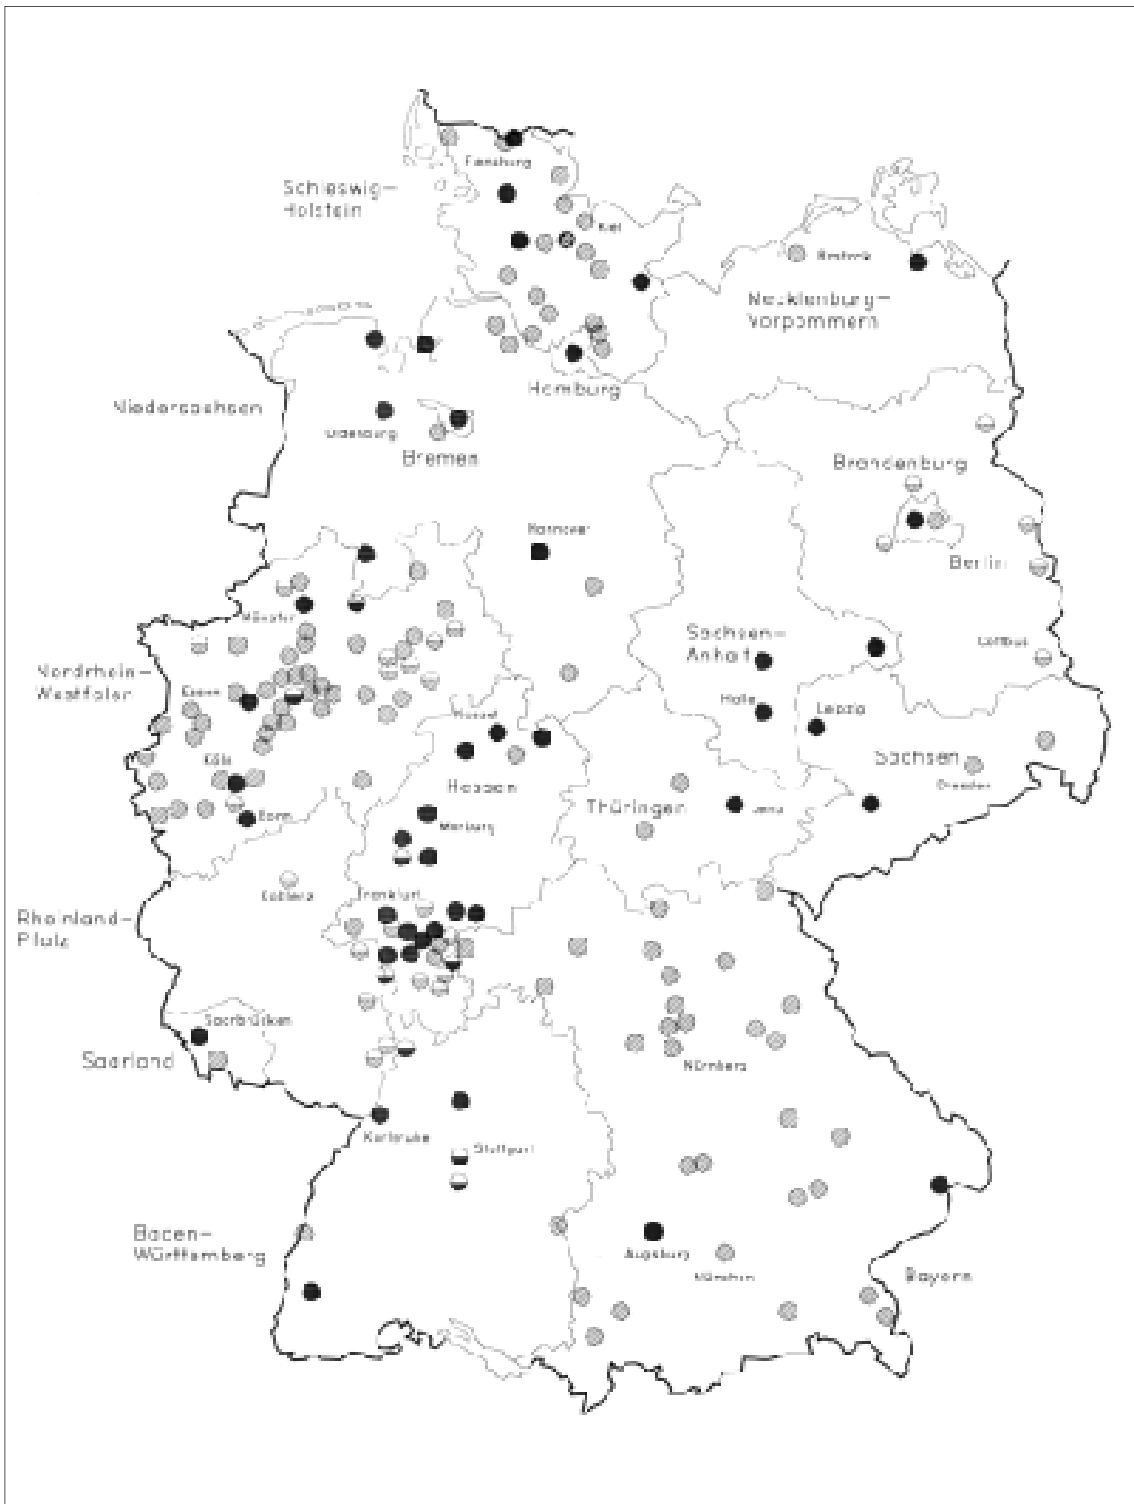 Flensburg
Schleswig-
Holstein
Kiel
Rostock
Mecklenburg-
Vorpommern
Hamburg
Niedersachsen
Oldenburg
Bremen
Brandenburg
Hannover
Berlin
Münster
Sachsen-
Anhalt
Cottbus
Nordrhein-
Westfalen
Essen
Halle
Leipzig
Kassel
Köln
Sachsen
Hessen
Dresden
Thüringen
Jena
Bonn
Marburg
Koblenz
Frankfurt
Rheinland-
Pfalz
Saarbrücken
Saarland
Nürnberg
Karlsruhe
Stuttgart
Baden-
Württemberg
Augsburg
München
Bayern